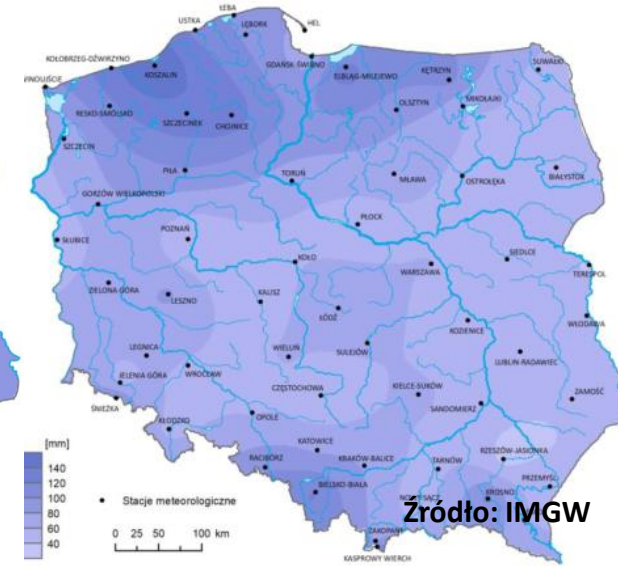 ŁEBA
USTKA
HEL
LĘBORK
KOŁOBRZEG-DŹWIRZYNO
GDAŃSK-ŚWIBNO
SUWAŁKI
KOSZALIN
ELBLĄG-MILEJEWO
KĘTRZYN
WINOUJŚCIE
RESKO-SMÓLSKO
SZCZECINEK
CHOJNICE
OLSZTYN
MIKOŁAJKI
SZCZECIN
PIŁA
TORUŃ
MŁAWA
OSTROŁĘKA
BIAŁYSTOK
GORZÓW WIELKOPOLSKI
PŁOCK
SŁUBICE
POZNAŃ
KOŁO
WARSZAWA
SIEDLCE
TERESPOL
ZIELONA GÓRA
LESZNO
KALISZ
ŁÓDŹ
KOZIENICE
WŁODAWA
LEGNICA
WIELUŃ
SULEJÓW
LUBLIN-RADAWIEC
JELENIA GÓRA
WROCŁAW
CZĘSTOCHOWA
KIELCE-SUKÓW
ZAMOŚĆ
ŚNIEŻKA
OPOLE
SANDOMIERZ
KŁODZKO
KATOWICE
RZESZÓW-JASIONKA
RACIBÓRZ
KRAKÓW-BALICE
TARNÓW
PRZEMYŚL
BIELSKO-BIAŁA
KROSNO
Źródło: IMGW
ZAKOPANE
KASPROWY WIERCH
[mm]
140
120
100
80
60
40
Stacje meteorologiczne
0 25 50 100 km